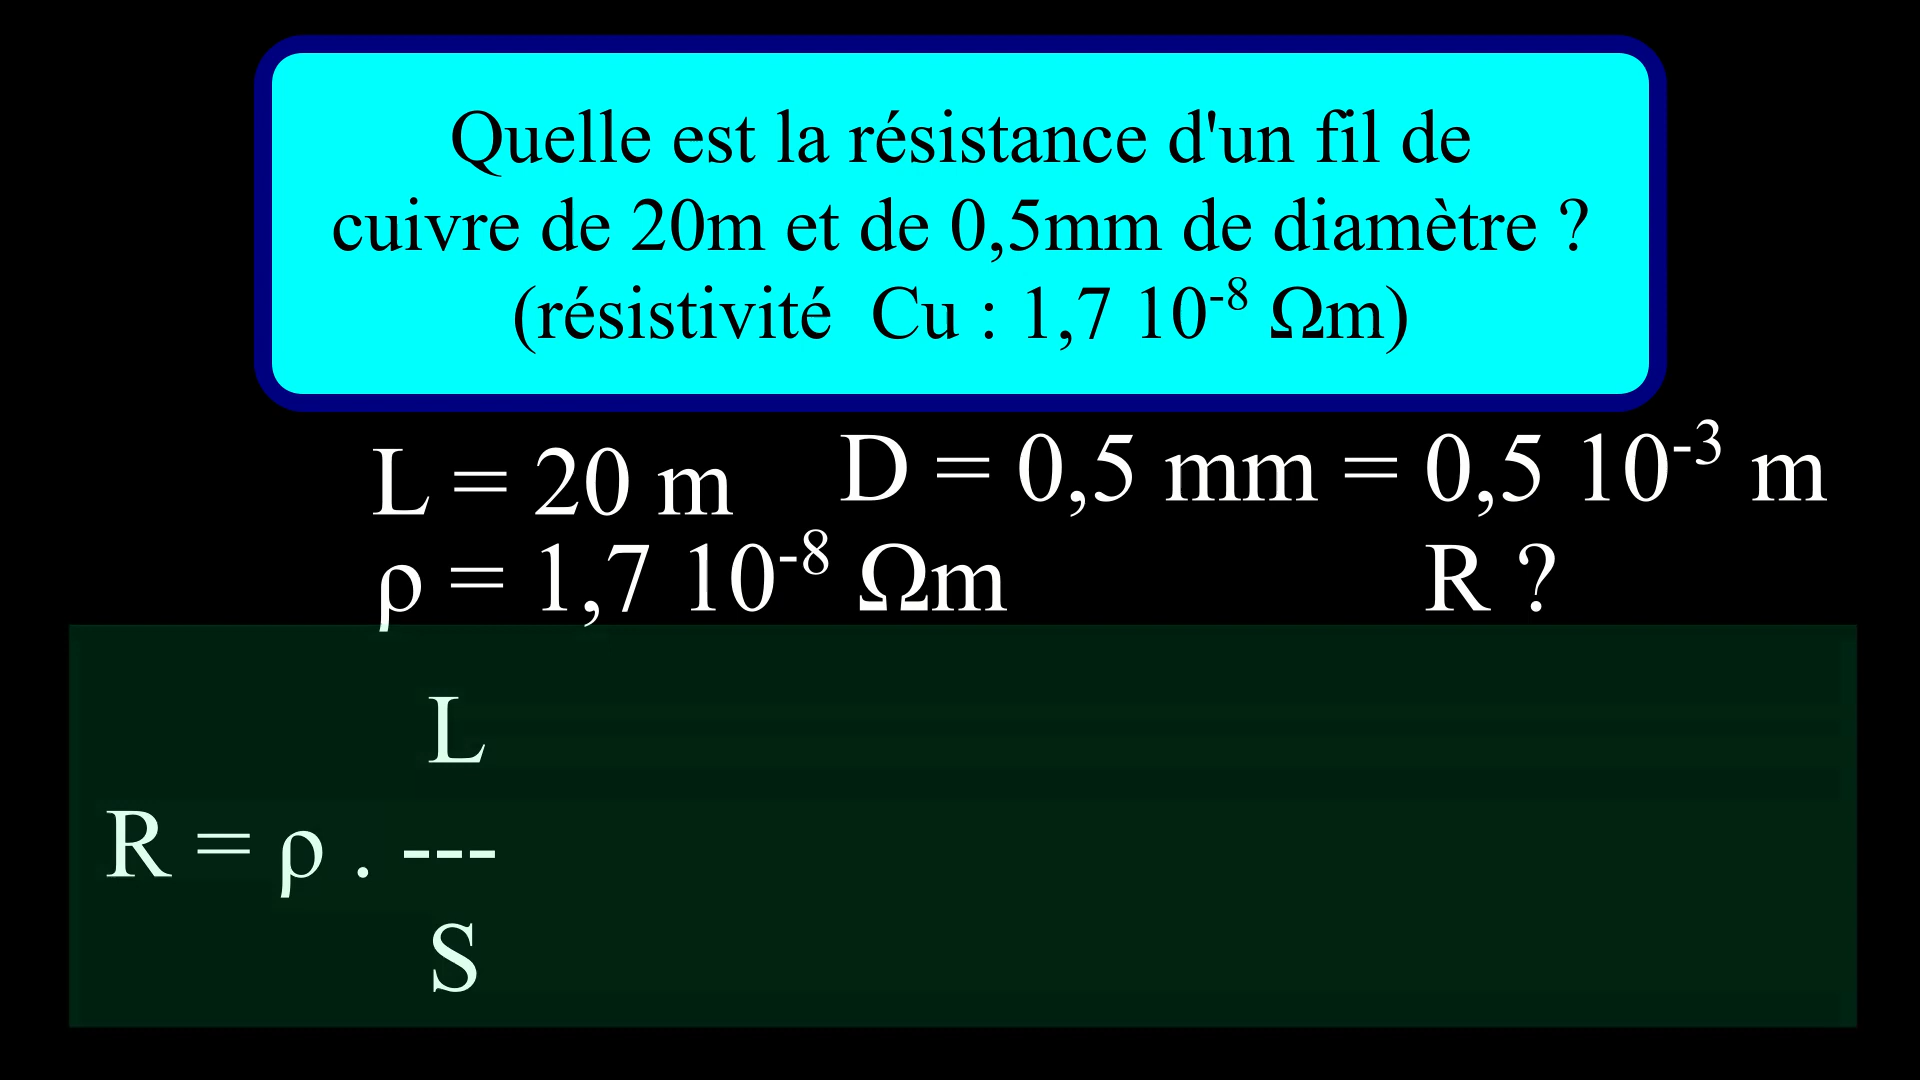 Quelle est la résistance d'un fil de
cuivre de 20m et de 0,5mm de diamètre ?
(résistivité  Cu : 1,7 10⁻⁸ Ωm)
L = 20 m    D = 0,5 mm = 0,5 10⁻³ m
ρ = 1,7 10⁻⁸ Ωm    R ?
L
R = ρ . ---
S